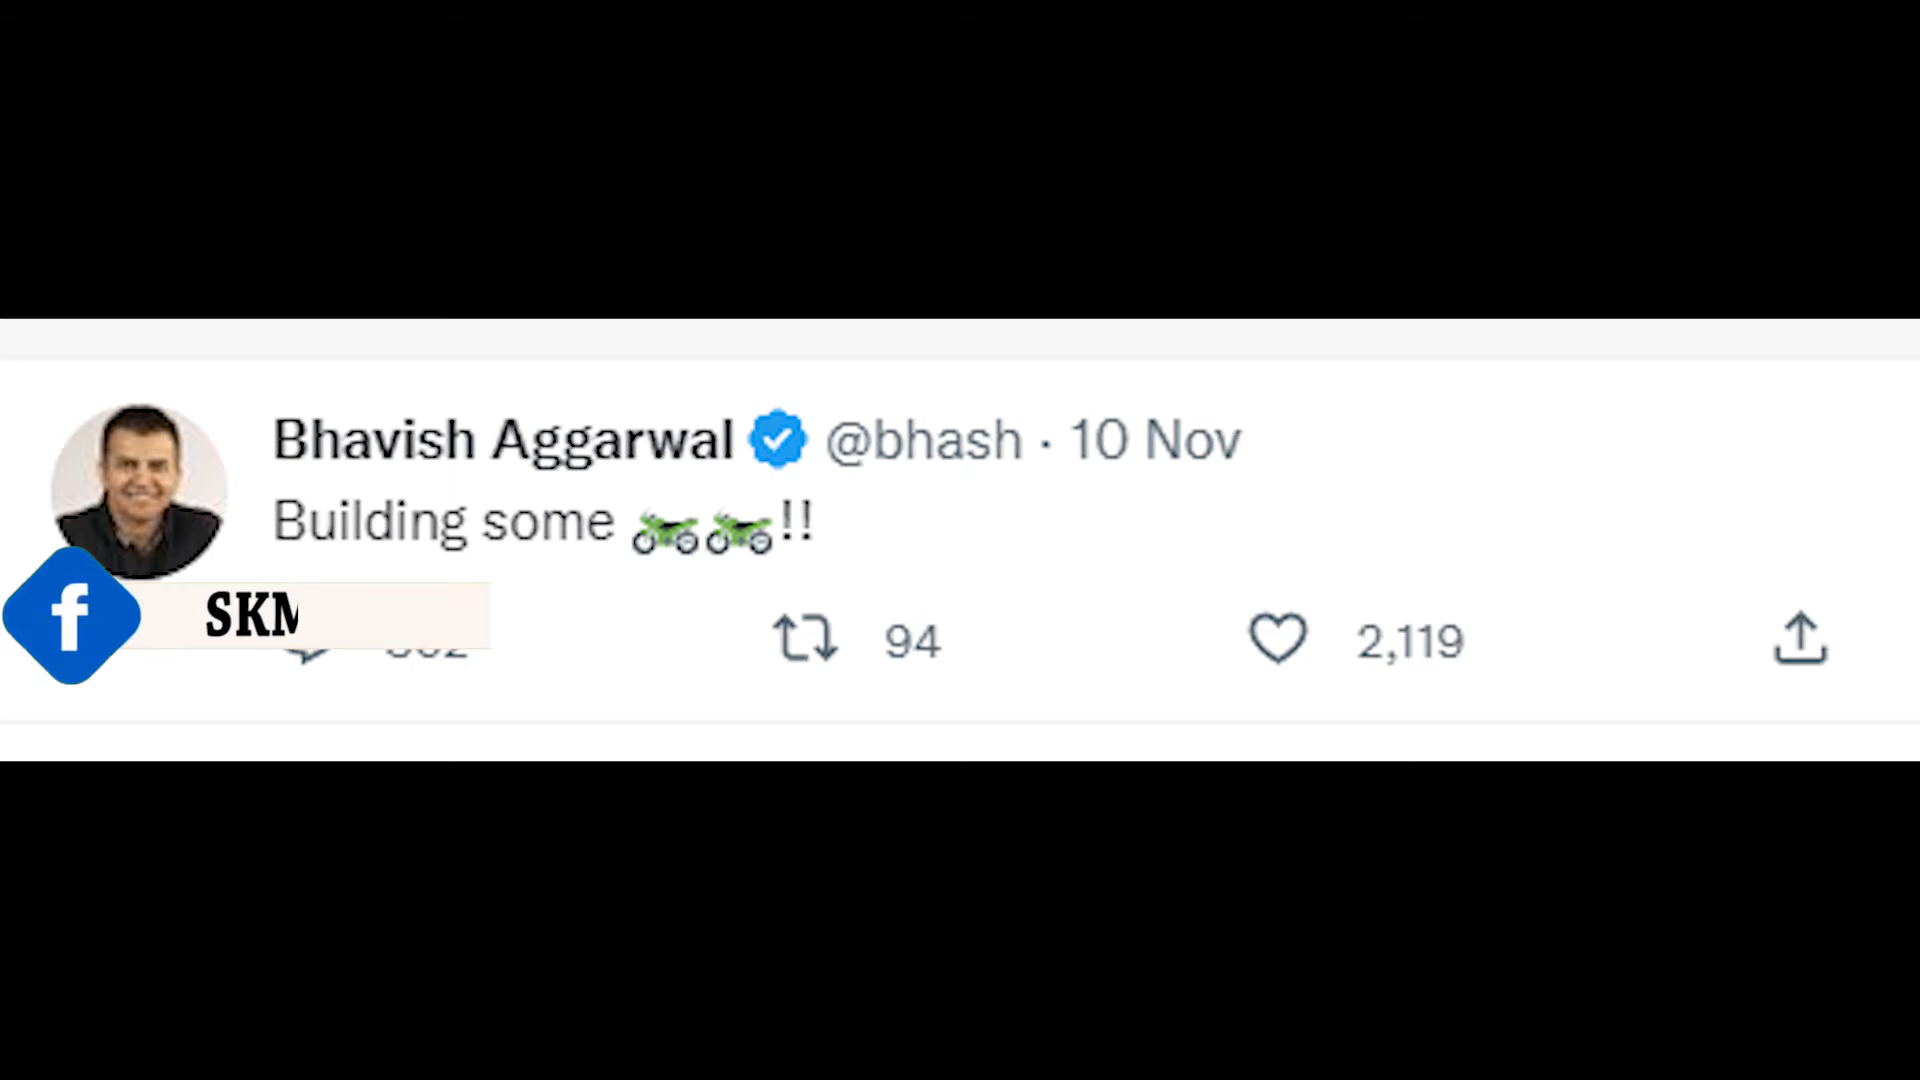 Bhavish Aggarwal @bhash · 10 Nov
Building some 🏍🏍!!
SKM
94
2,119